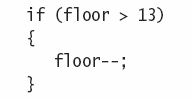 if (floor > 13)
{
   floor--;
}